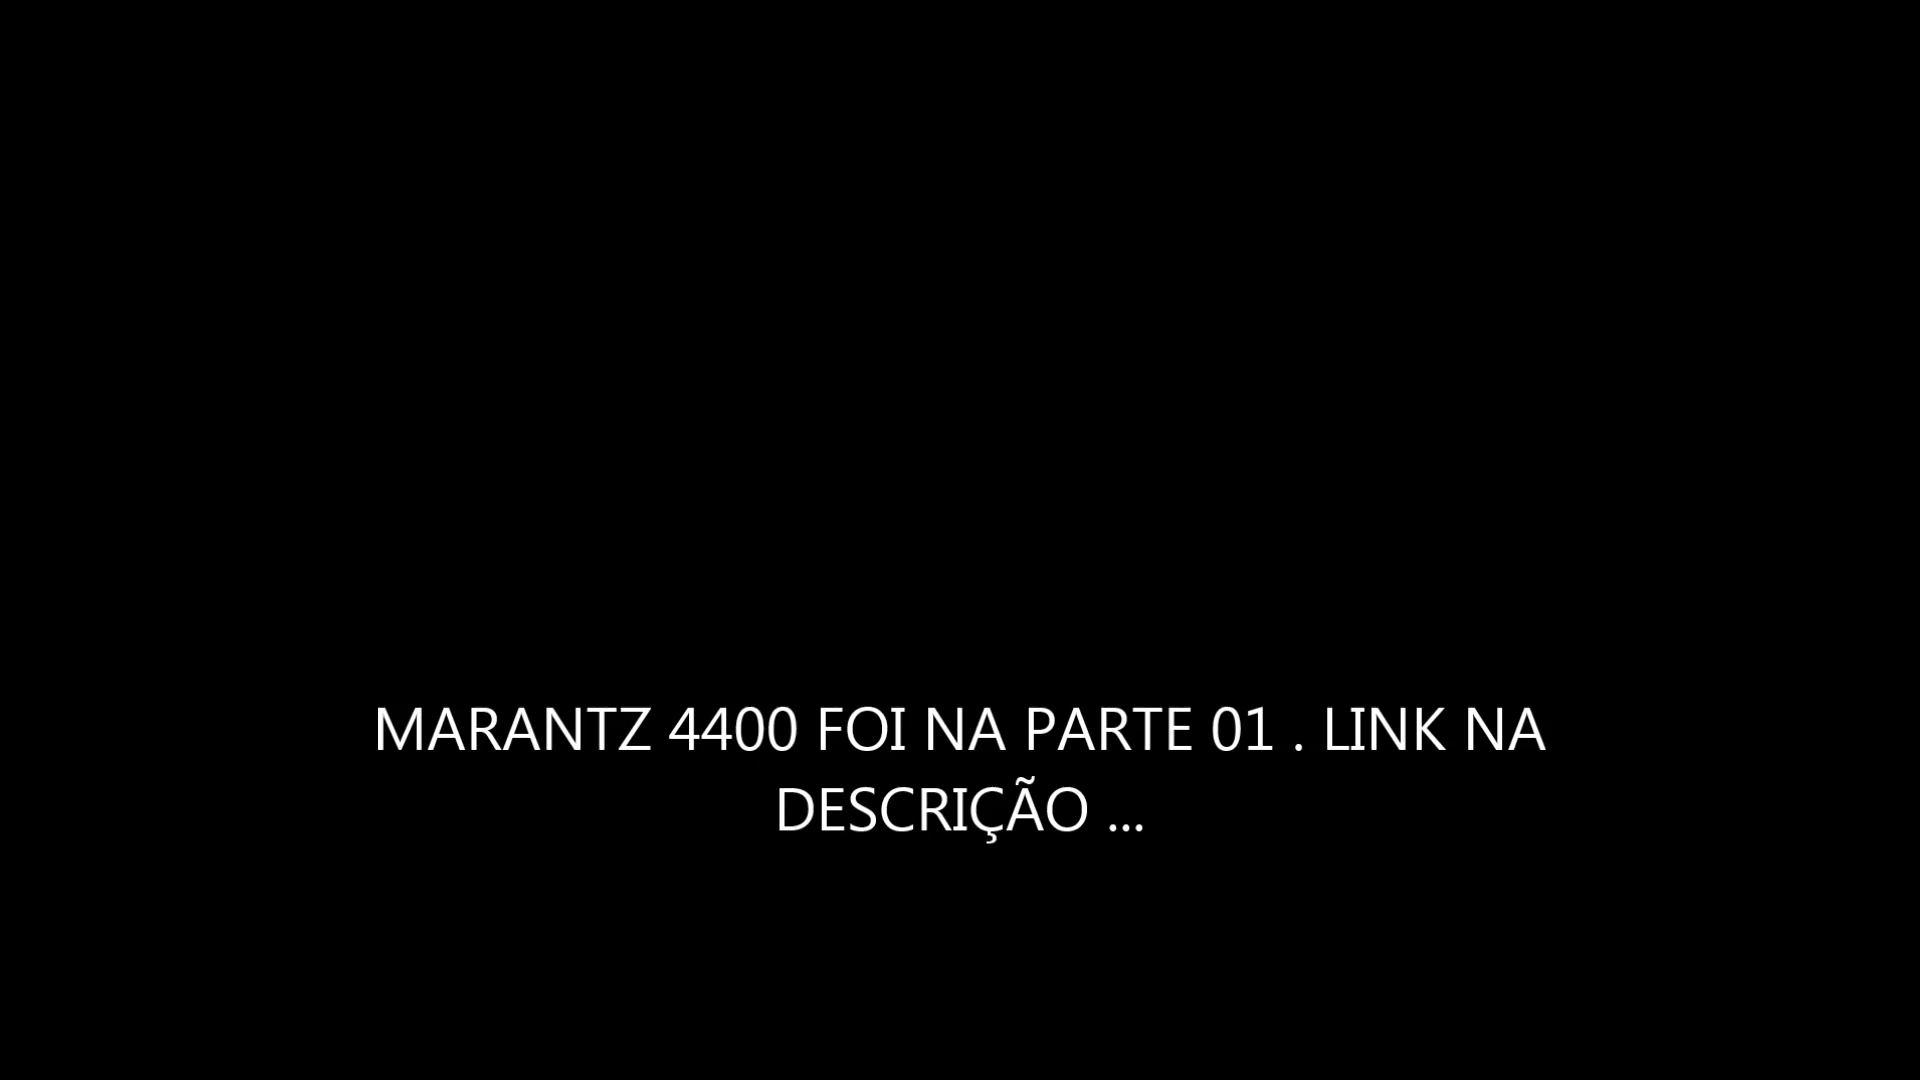 MARANTZ 4400 FOI NA PARTE 01 . LINK NA
DESCRIÇÃO ...